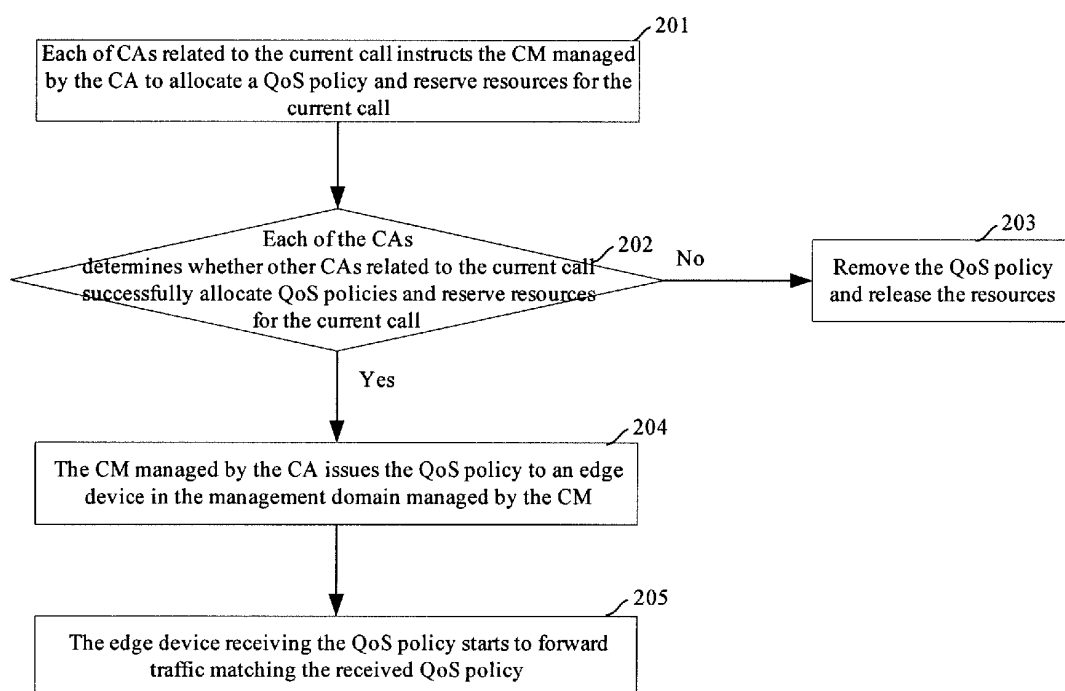 201
Each of CAs related to the current call instructs the CM managed
by the CA to allocate a QoS policy and reserve resources for the
current call
Each of the CAs
determines whether other CAs related to the current call
successfully allocate QoS policies and reserve resources
for the current call
202
No
203
Remove the QoS policy
and release the resources
Yes
204
The CM managed by the CA issues the QoS policy to an edge
device in the management domain managed by the CM
205
The edge device receiving the QoS policy starts to forward
traffic matching the received QoS policy